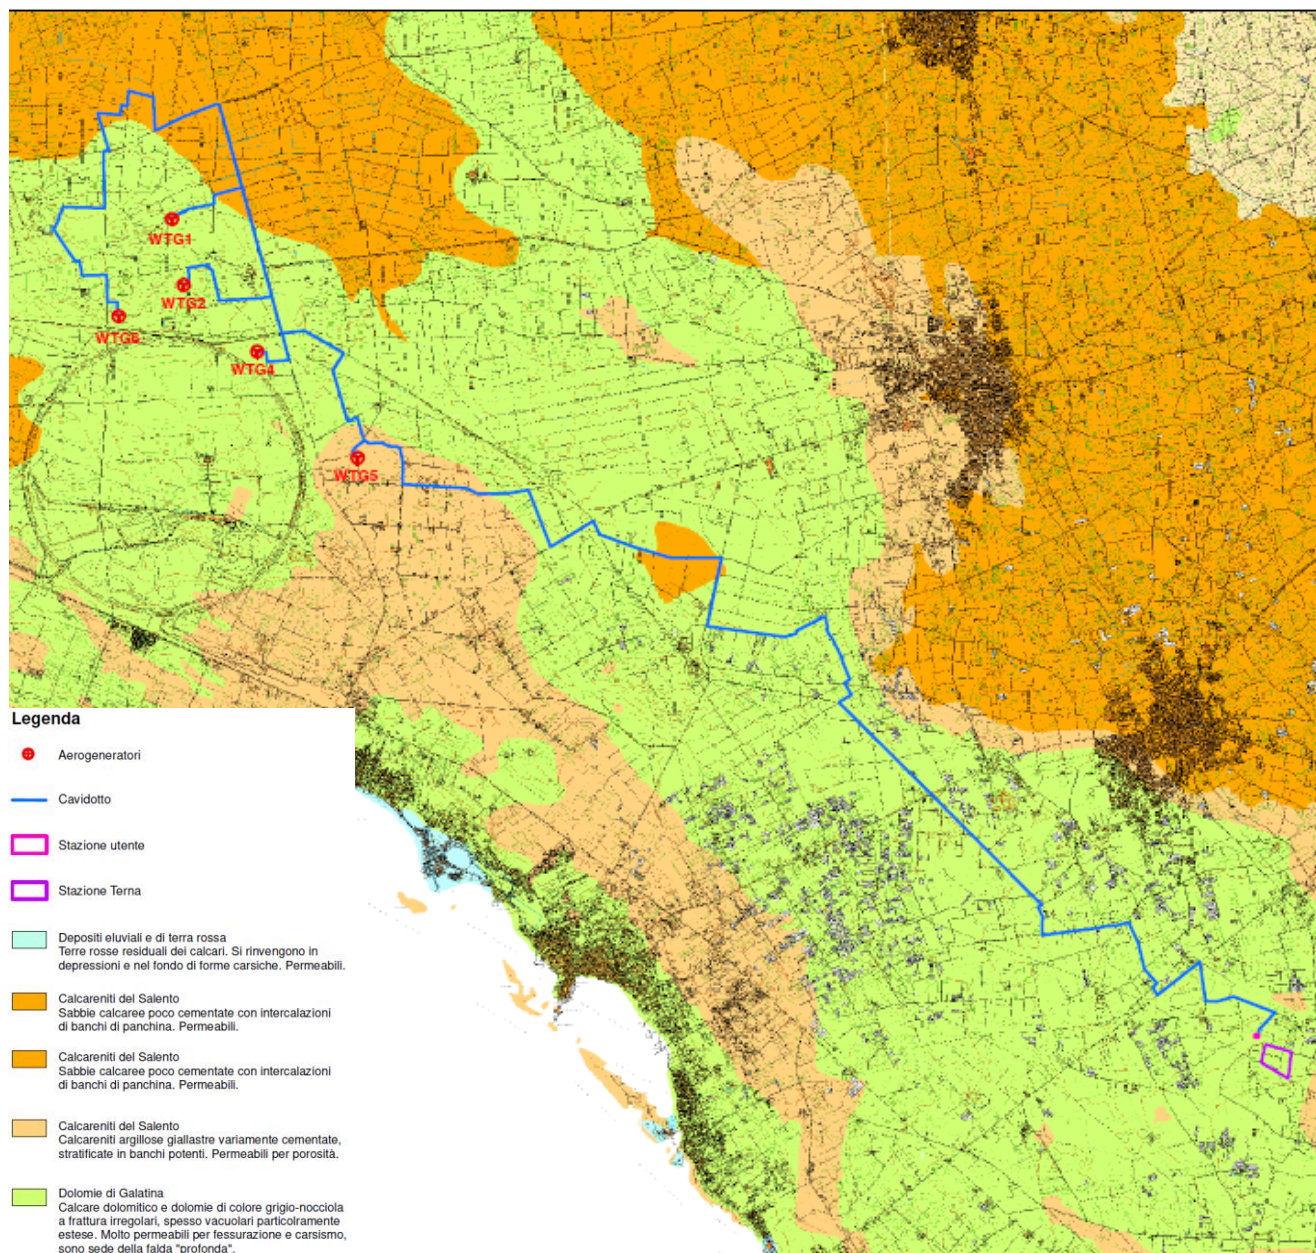 WTG1
WTG2
WTG6
WTG4
WTG5
Legenda
Aerogeneratori
Cavidotto
Stazione utente
Stazione Terna
Depositi eluviali e di terra rossa
Terre rosse residuali dei calcari. Si rinvengono in
depressioni e nel fondo di forme carsiche. Permeabili.
Calcareniti del Salento
Sabbie calcaree poco cementate con intercalazioni
di banchi di panchina. Permeabili.
Calcareniti del Salento
Sabbie calcaree poco cementate con intercalazioni
di banchi di panchina. Permeabili.
Calcareniti del Salento
Calcareniti argillose giallastre variamente cementate,
stratificate in banchi potenti. Permeabili per porosità.
Dolomie di Galatina
Calcare dolomitico e dolomie di colore grigio-nocciola
a frattura irregolari, spesso vacuolari particolramente
estese. Molto permeabili per fessurazione e carsismo,
sono sede della falda "profonda".